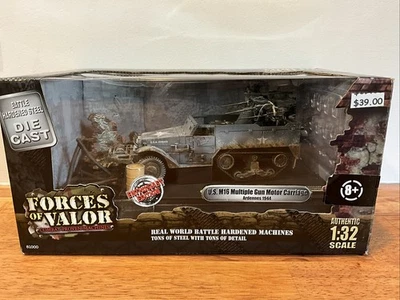 BATTLE
HARDENED STEEL
DIE
CAST
$39.00
U.S. M16 Multiple Gun Motor Carriage
Ardennes 1944
8+
FORCES
OF VALOR
AUTHENTIC
1:32
SCALE
REAL WORLD BATTLE HARDENED MACHINES
TONS OF STEEL WITH TONS OF DETAIL